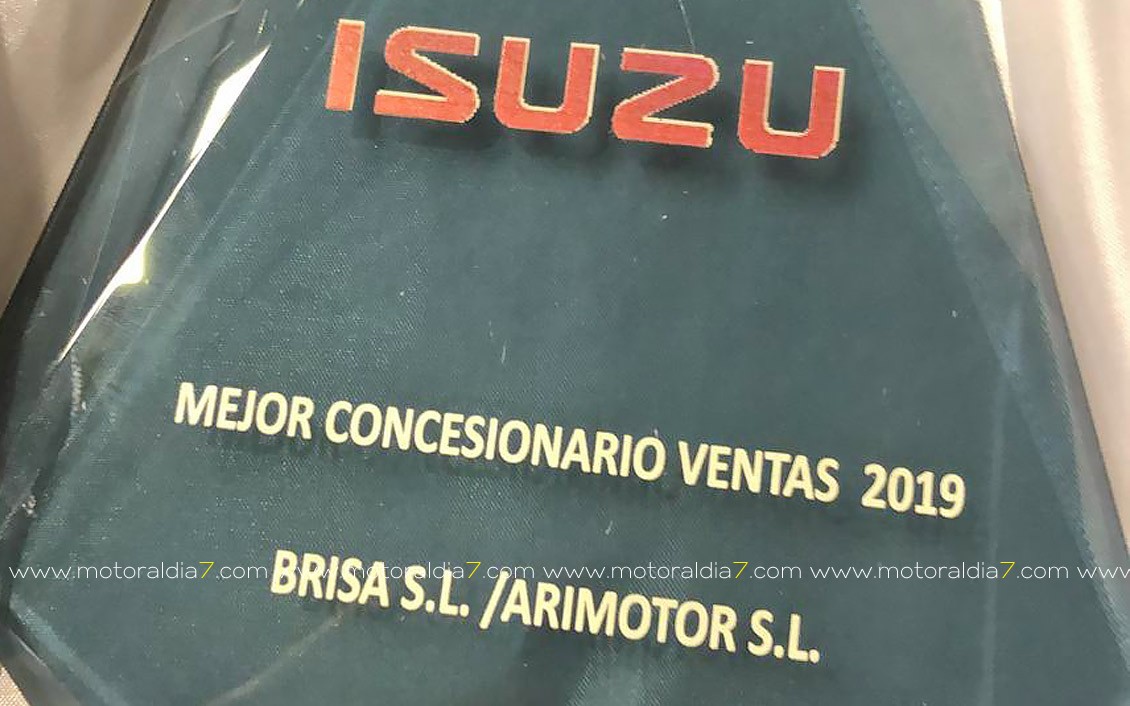 ISUZU
MEJOR CONCESIONARIO VENTAS 2019
BRISA S.L. /ARIMOTOR S.L.
www.motoraldia7.com www.motoraldia7.com www.motoraldia7.com www.motoraldia7.com www